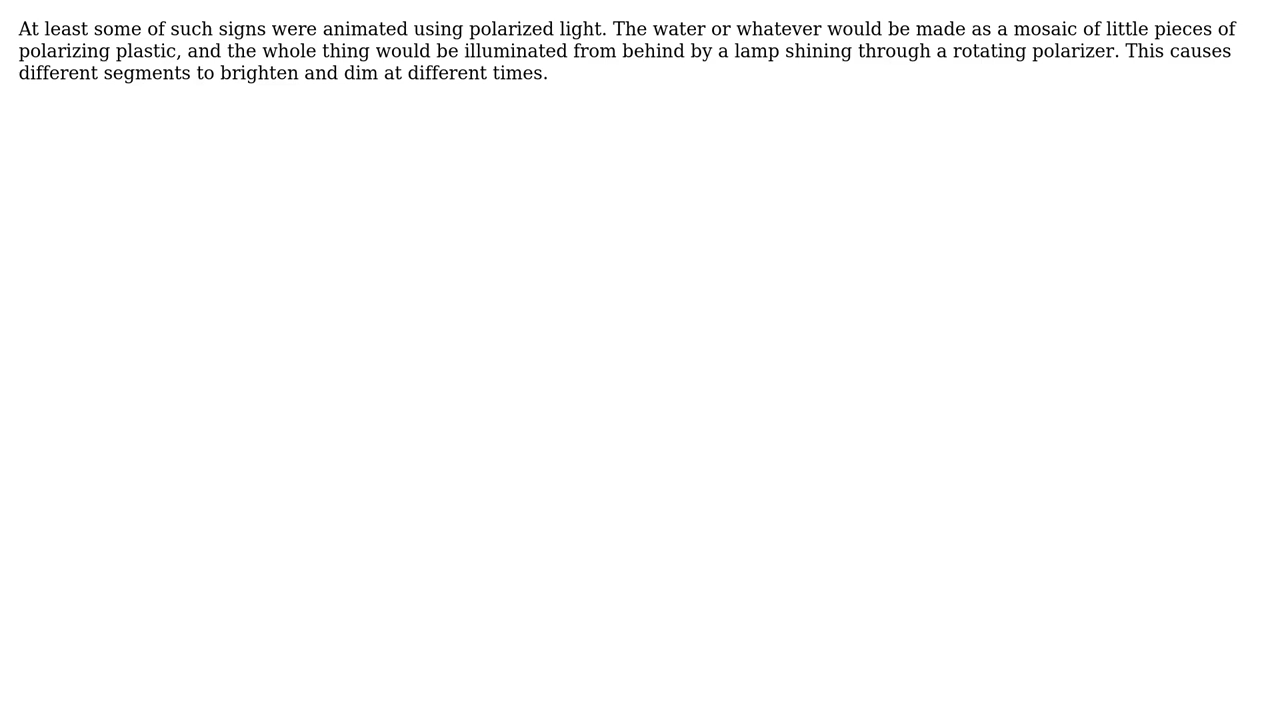 At least some of such signs were animated using polarized light. The water or whatever would be made as a mosaic of little pieces of
polarizing plastic, and the whole thing would be illuminated from behind by a lamp shining through a rotating polarizer. This causes
different segments to brighten and dim at different times.